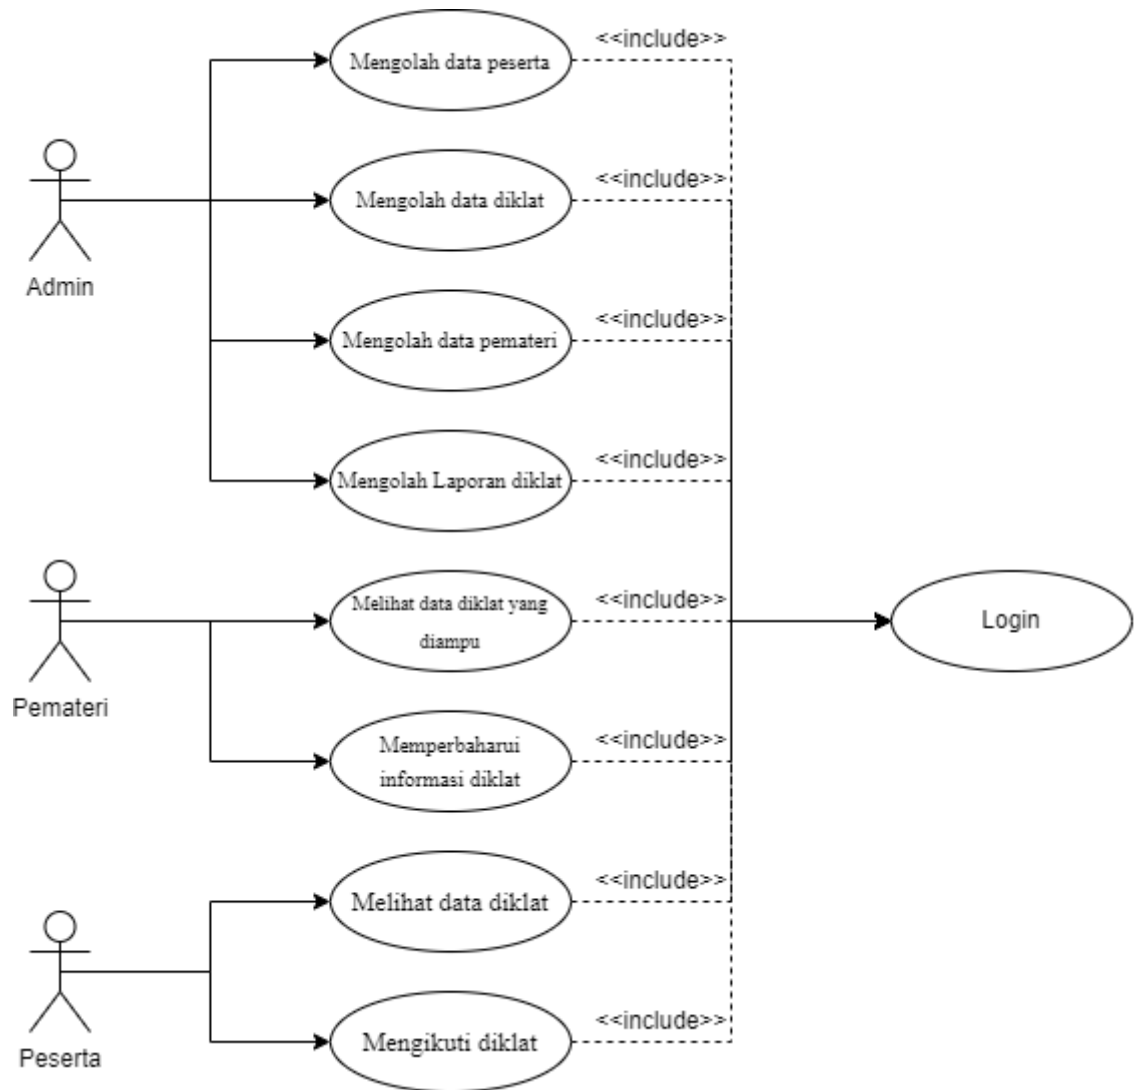 <<include>>
Mengolah data peserta
<<include>>
Mengolah data diklat
Admin
<<include>>
Mengolah data pemateri
<<include>>
Mengolah Laporan diklat
<<include>>
Melihat data diklat yang
diampu
Login
Pemateri
<<include>>
Memperbaharui
informasi diklat
<<include>>
Melihat data diklat
<<include>>
Mengikuti diklat
Peserta